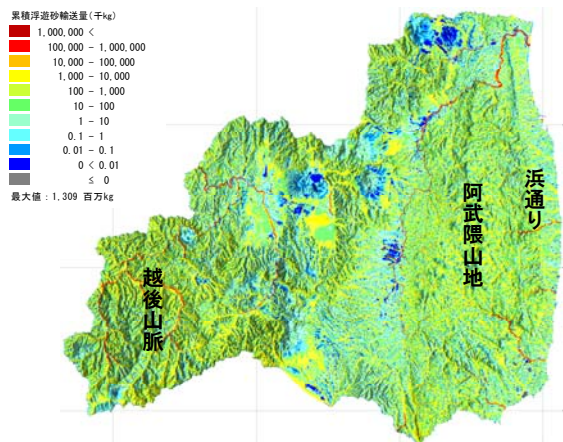 累積浮遊砂輸送量(千kg)
1,000,000 <
100,000 - 1,000,000
10,000 - 100,000
1,000 - 10,000
100 - 1,000
10 - 100
1 - 10
0.1 - 1
0.01 - 0.1
0 < 0.01
≤ 0
最大値：1,309 百万kg
越後山脈
阿武隈山地
浜通り